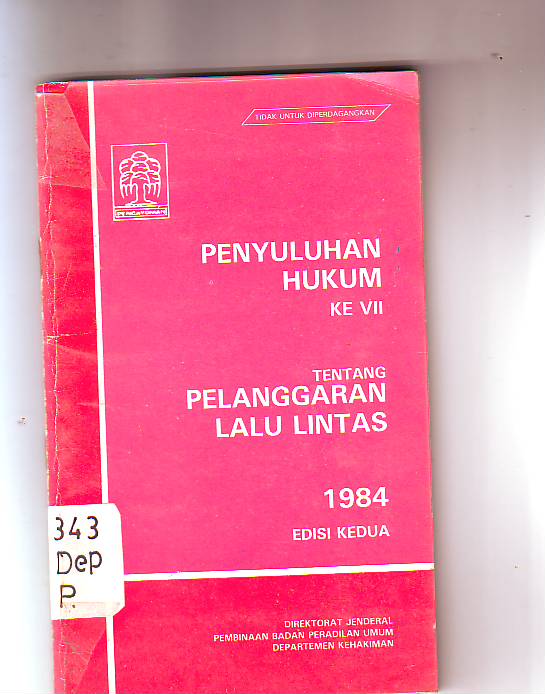 TIDAK UNTUK DIPERDAGANGKAN
PENGAYOMAN
PENYULUHAN
HUKUM
KE VII
TENTANG
PELANGGARAN
LALU LINTAS
1984
EDISI KEDUA
343
Dep
P.
DIREKTORAT JENDERAL
PEMBINAAN BADAN PERADILAN UMUM
DEPARTEMEN KEHAKIMAN